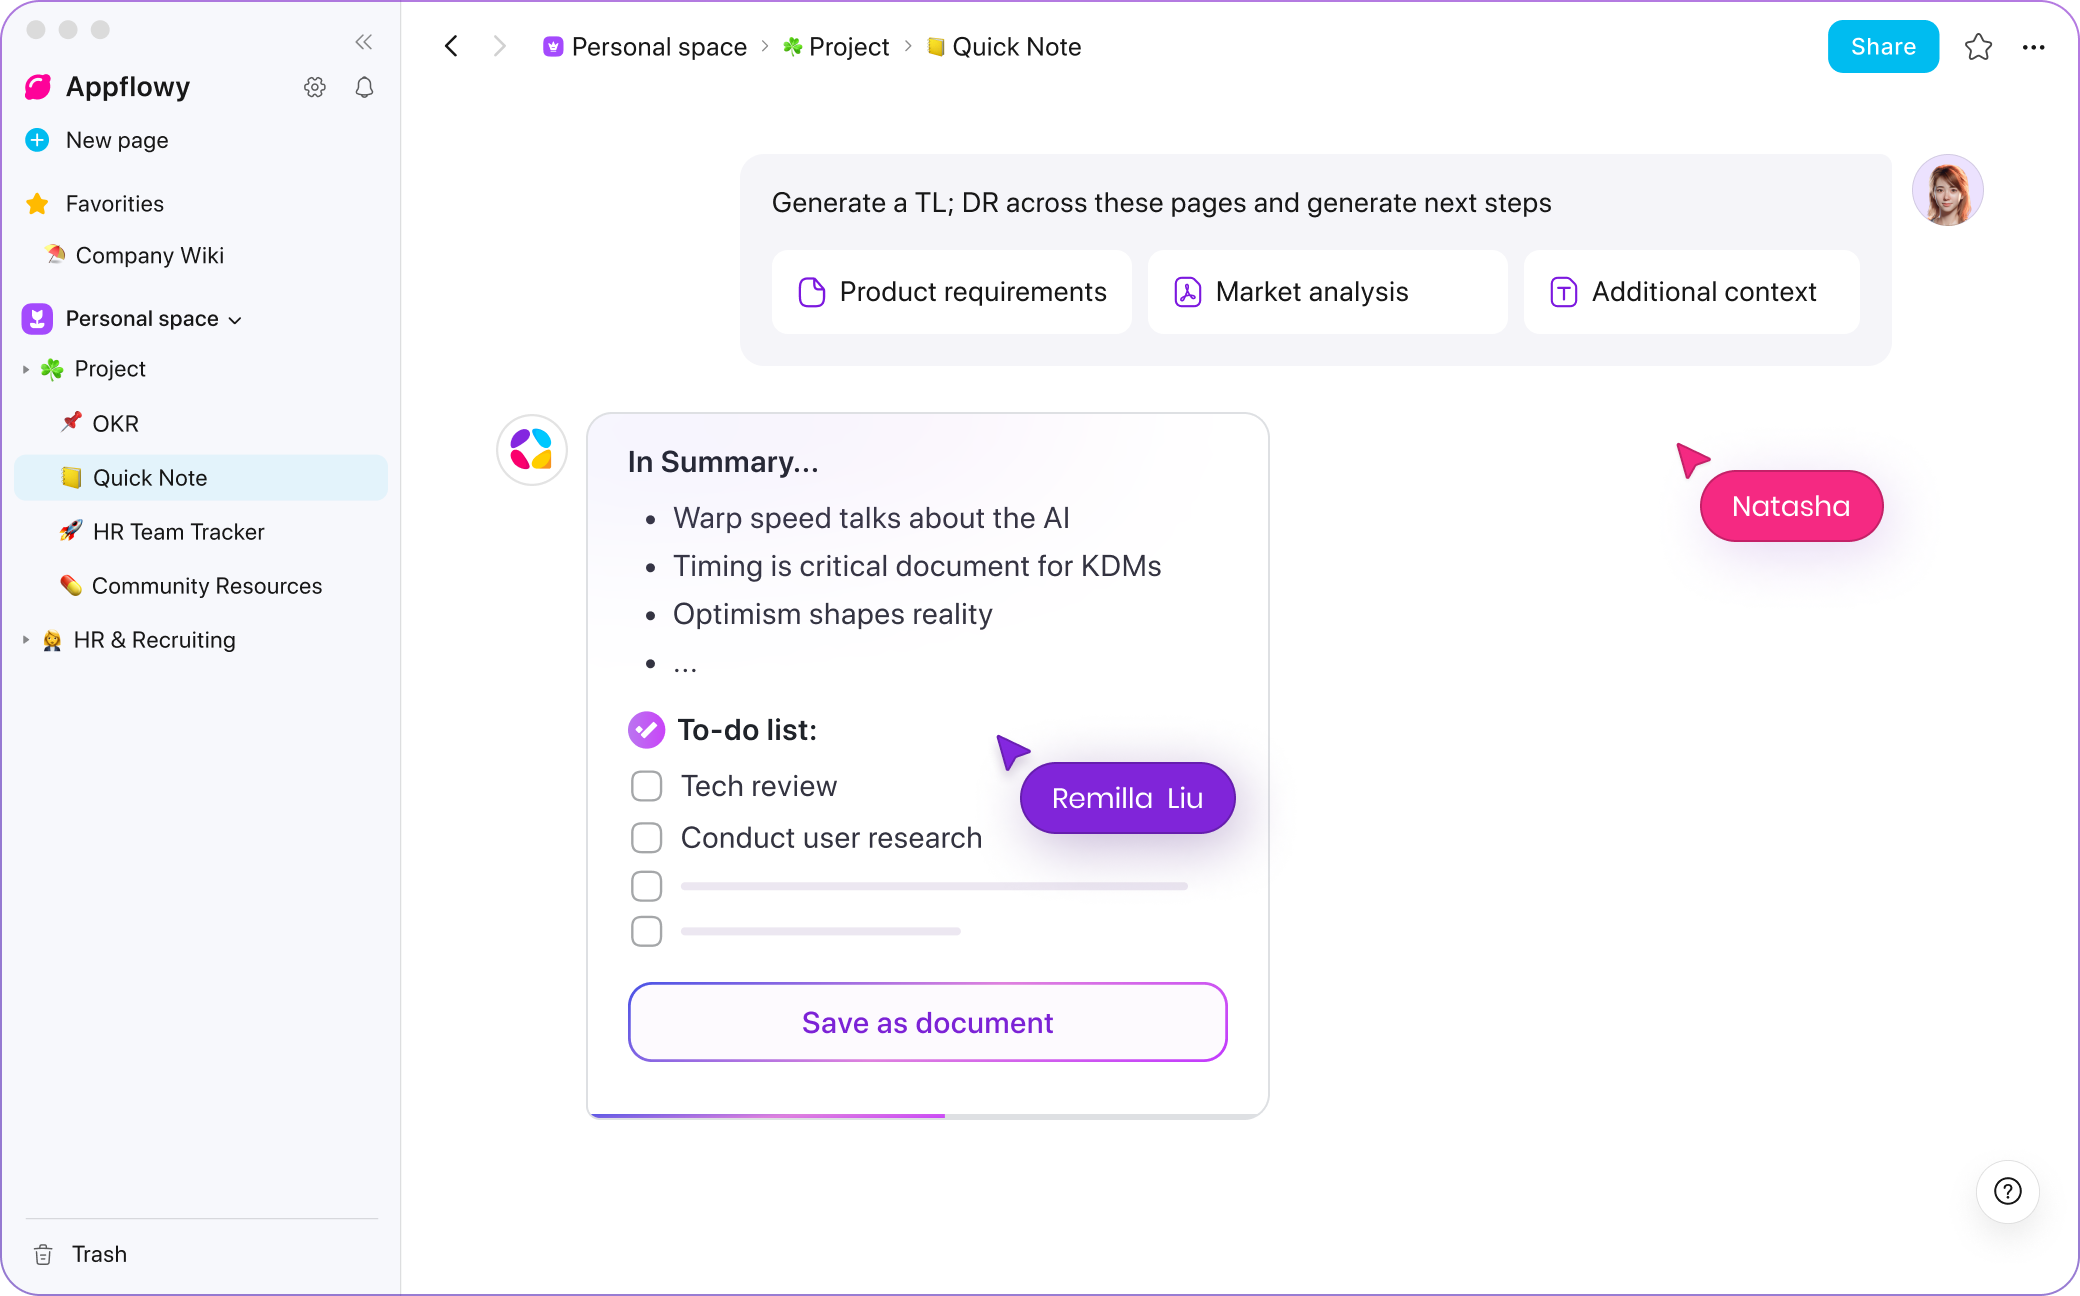 Appflowy
New page
Favorities
Company Wiki
Personal space
Project
OKR
Quick Note
HR Team Tracker
Community Resources
HR & Recruiting
Trash
Personal space > Project > Quick Note
Share
Generate a TL; DR across these pages and generate next steps
Product requirements
Market analysis
Additional context
In Summary...
• Warp speed talks about the AI
• Timing is critical document for KDMs
• Optimism shapes reality
• ...
To-do list:
Tech review
Conduct user research
Save as document
Natasha
Remilla Liu